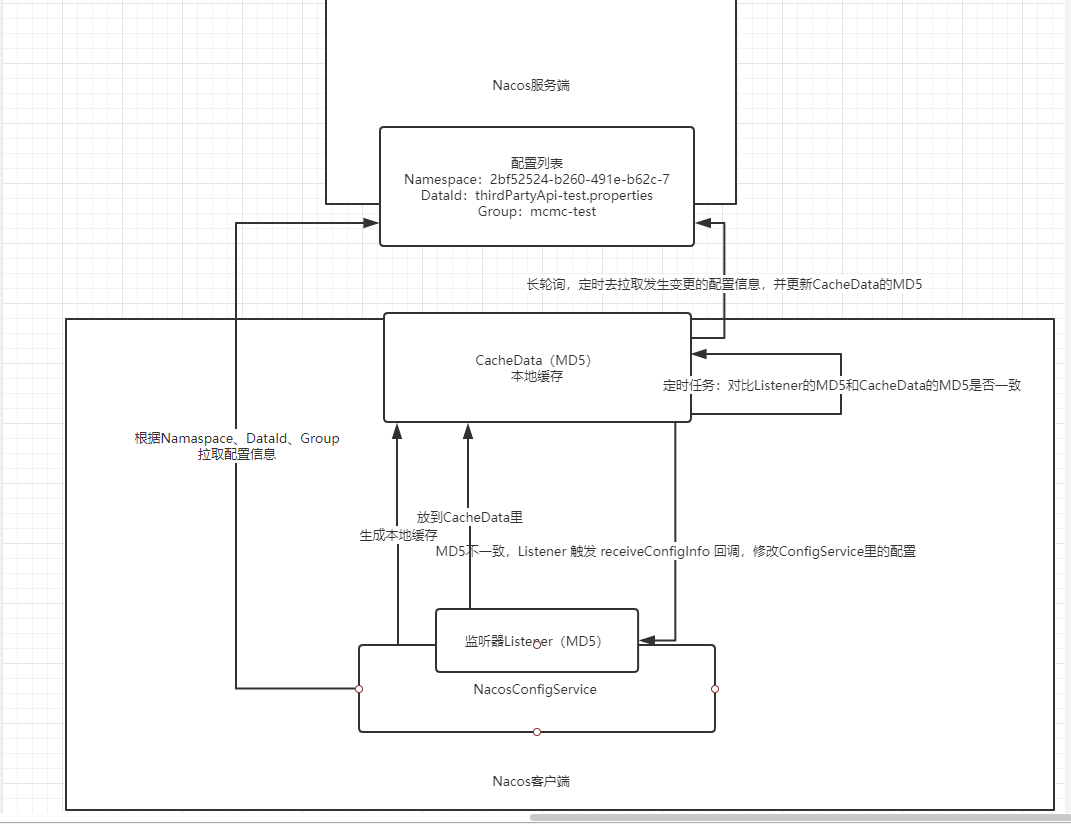 Nacos服务端
配置列表
Namespace：2bf52524-b260-491e-b62c-7
DataId：thirdPartyApi-test.properties
Group：mcmc-test
长轮询，定时去拉取发生变更的配置信息，并更新CacheData的MD5
CacheData（MD5）
本地缓存
定时任务：对比Listener的MD5和CacheData的MD5是否一致
根据Namaspace、DataId、Group
拉取配置信息
放到CacheData里
生成本地缓存
MD5不一致，Listener 触发 receiveConfigInfo 回调，修改ConfigService里的配置
监听器Listener（MD5）
NacosConfigService
Nacos客户端